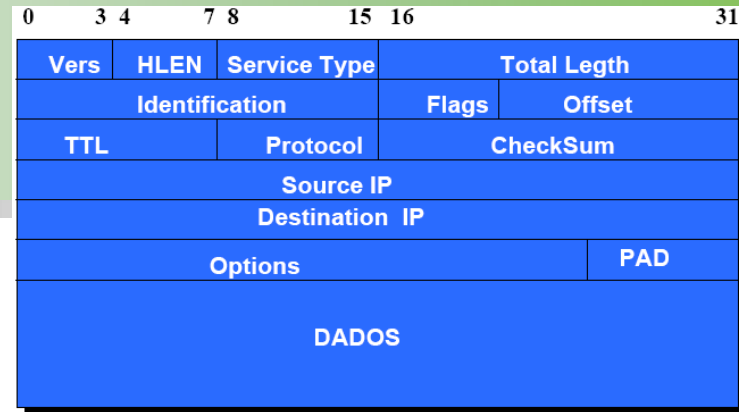 0 3 4 7 8 15 16 31
Vers HLEN Service Type Total Legth
Identification Flags Offset
TTL Protocol CheckSum
Source IP
Destination IP
Options PAD
DADOS